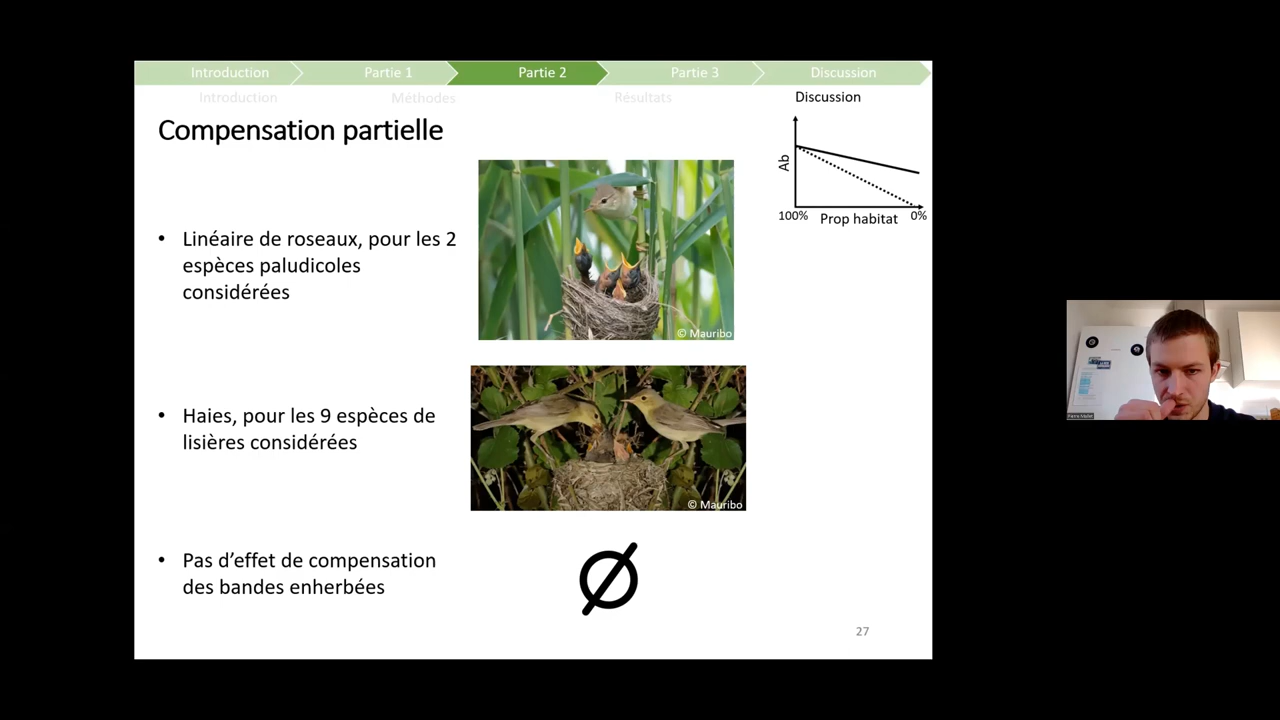 Introduction
Partie 1
Partie 2
Partie 3
Discussion
Introduction
Méthodes
Résultats
Discussion
Compensation partielle
Ab
100%
Prop habitat
0%
• Linéaire de roseaux, pour les 2
espèces paludicoles
considérées
© Mauribo
• Haies, pour les 9 espèces de
lisières considérées
© Mauribo
• Pas d’effet de compensation
des bandes enherbées
27